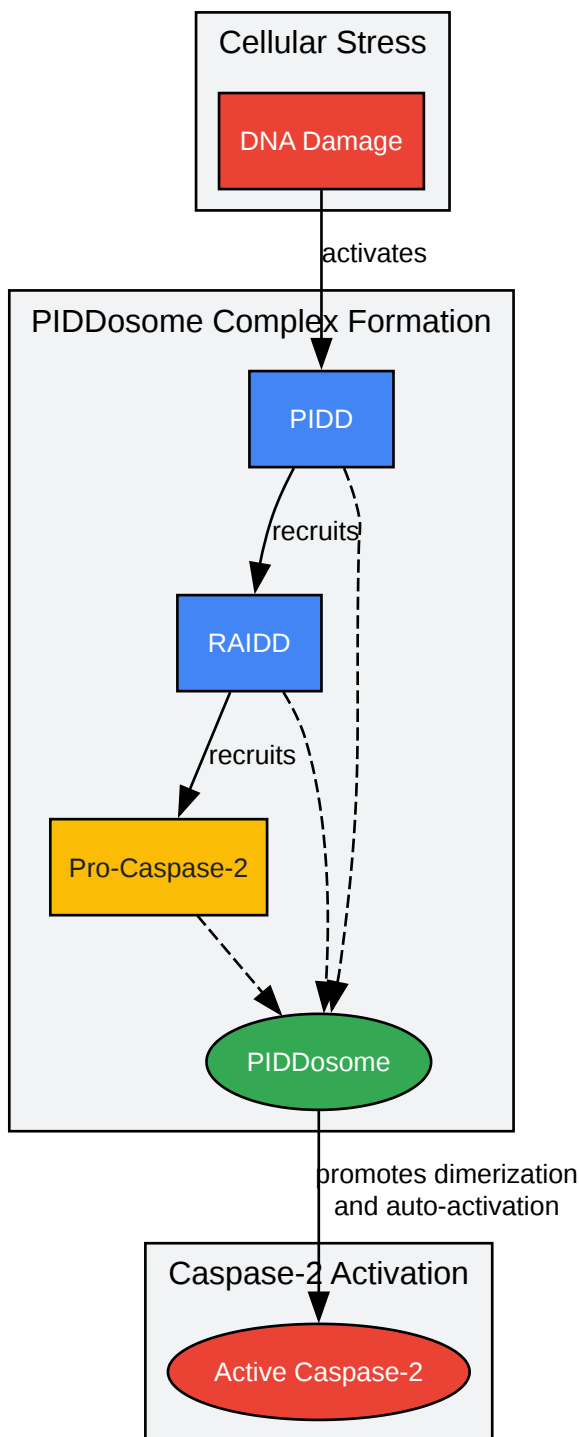 Cellular Stress
DNA Damage
activates
PIDDosome Complex Formation
PIDD
recruits
RAIDD
recruits
Pro-Caspase-2
PIDDosome
promotes dimerization
and auto-activation
Caspase-2 Activation
Active Caspase-2